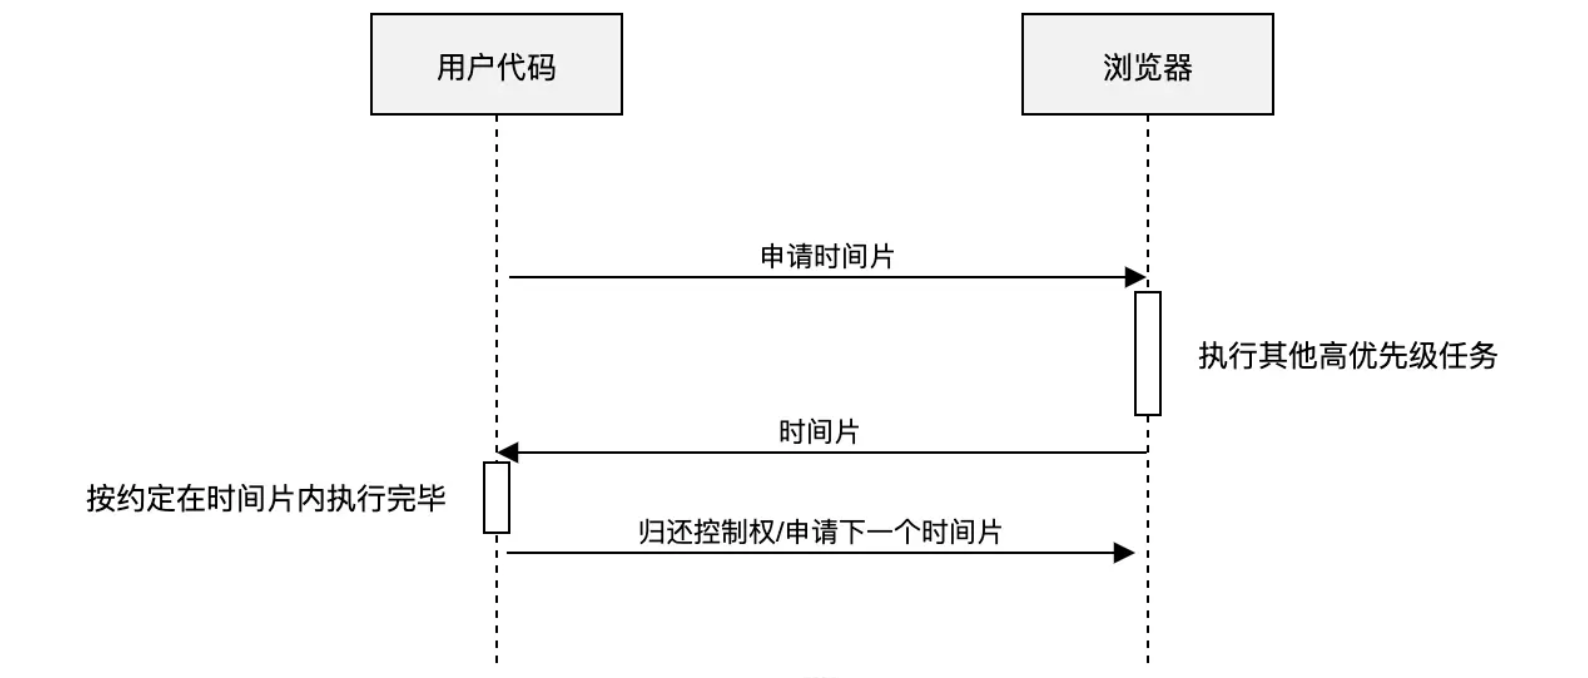 用户代码
浏览器
申请时间片
执行其他高优先级任务
时间片
按约定在时间片内执行完毕
归还控制权/申请下一个时间片